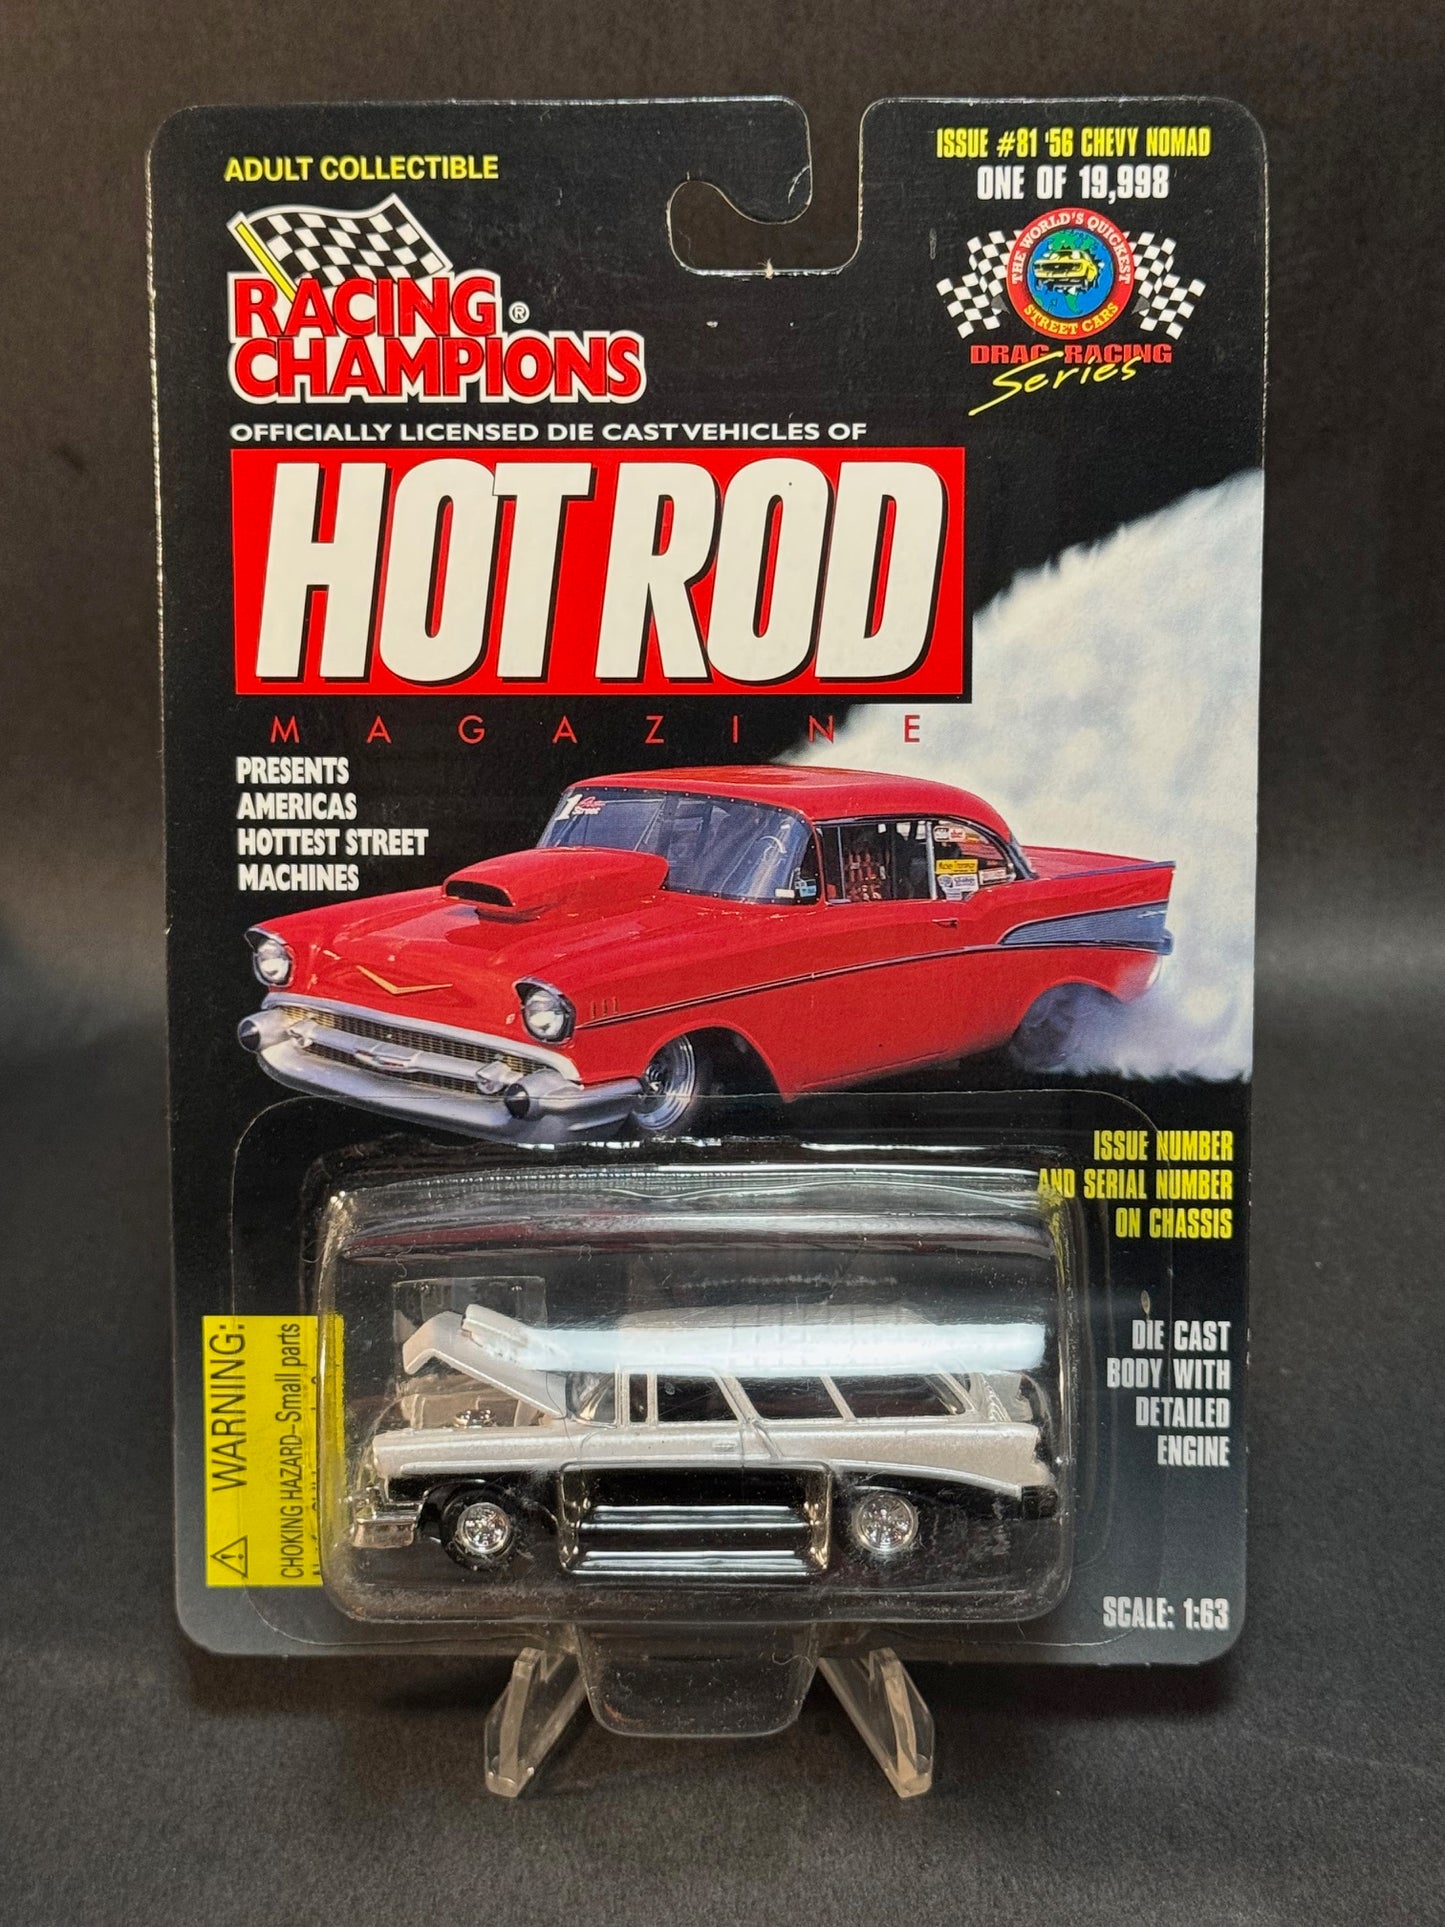 ADULT COLLECTIBLE
RACING
CHAMPIONS®
OFFICIALLY LICENSED DIE CAST VEHICLES OF
HOT ROD
MAGAZINE
PRESENTS
AMERICAS
HOTTEST STREET
MACHINES
ISSUE #81 '56 CHEVY NOMAD
ONE OF 19,998
THE WORLD'S QUICKEST
STREET CARS
DRAG RACING
Series
1
ISSUE NUMBER
AND SERIAL NUMBER
ON CHASSIS
DIE CAST
BODY WITH
DETAILED
ENGINE
SCALE: 1:63
WARNING:
CHOKING HAZARD-Small parts